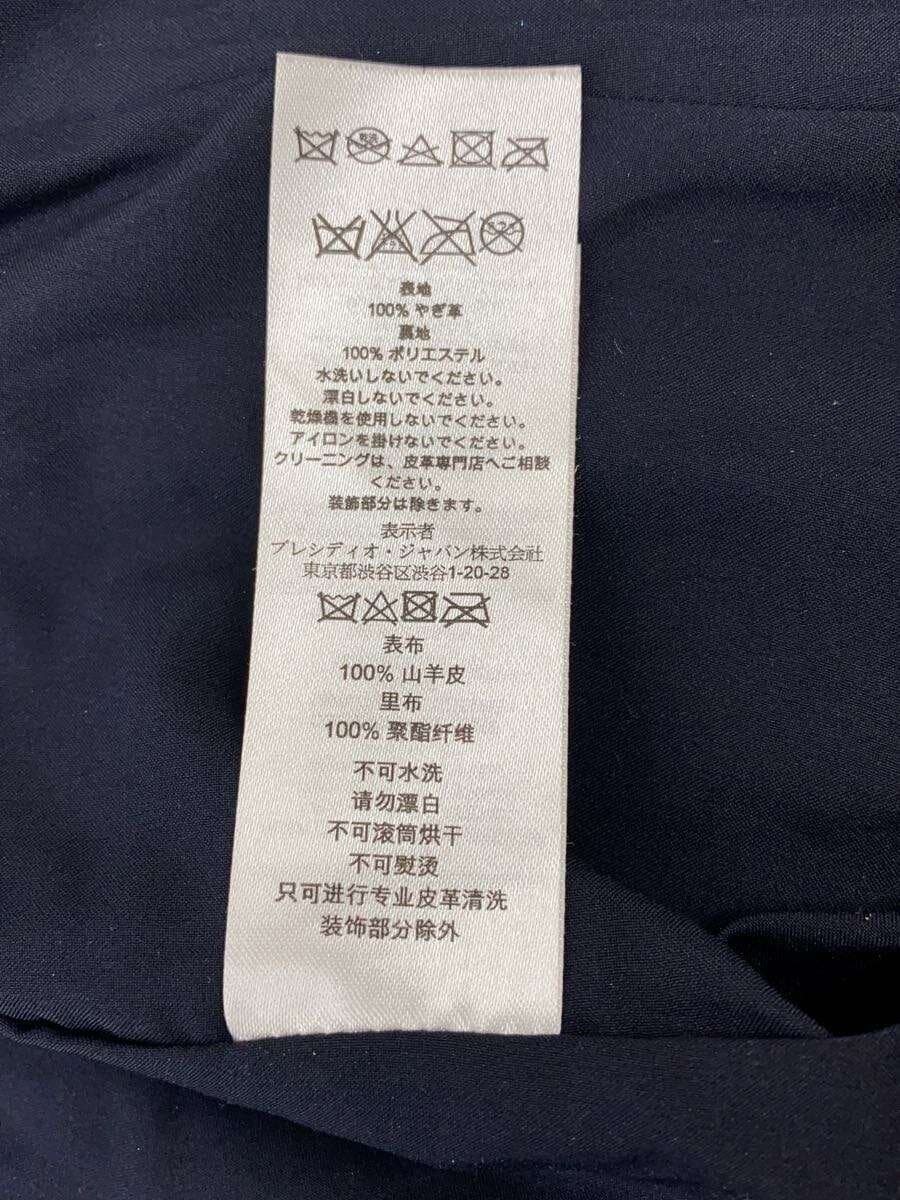 表地
100% やぎ革
裏地
100% ポリエステル
水洗いしないでください。
漂白しないでください。
乾燥機を使用しないでください。
アイロンを掛けないでください。
クリーニングは、皮革専門店へご相談
ください。
装飾部分は除きます。
表示者
プレシディオ・ジャパン株式会社
東京都渋谷区渋谷1-20-28
表布
100% 山羊皮
里布
100% 聚酯纤维
不可水洗
请勿漂白
不可滚筒烘干
不可熨烫
只可进行专业皮革清洗
装饰部分除外